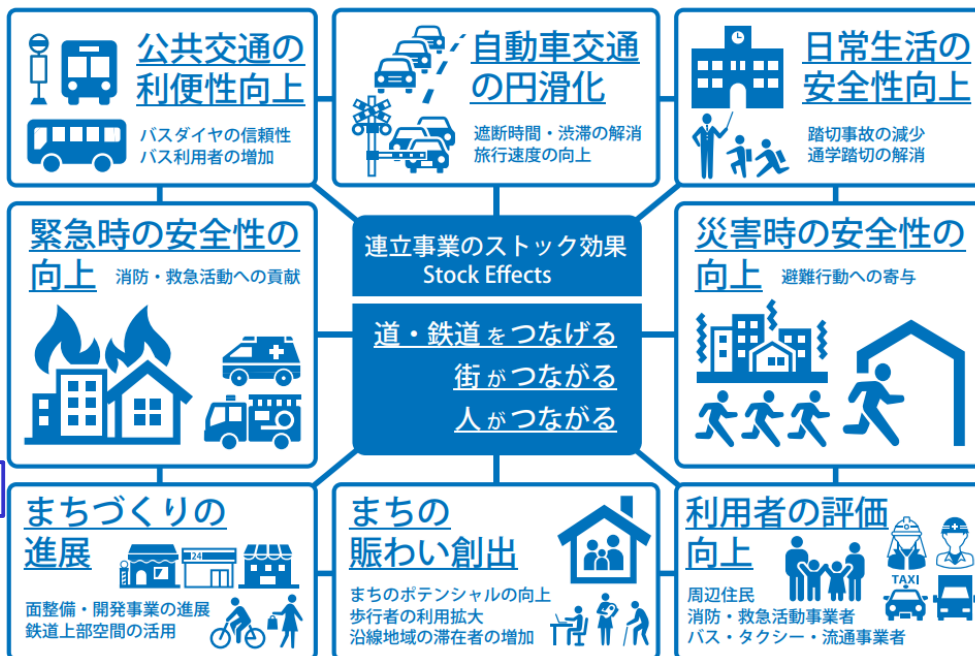 公共交通の
利便性向上
バスダイヤの信頼性
バス利用者の増加
自動車交通
の円滑化
遮断時間・渋滞の解消
旅行速度の向上
日常生活の
安全性向上
踏切事故の減少
通学踏切の解消
緊急時の安全性の
向上 消防・救急活動への貢献
連立事業のストック効果
Stock Effects
道・鉄道をつなげる
街がつながる
人がつながる
災害時の安全性の
向上 避難行動への寄与
まちづくりの
進展
24
面整備・開発事業の進展
鉄道上部空間の活用
まちの
賑わい創出
まちのポテンシャルの向上
歩行者の利用拡大
沿線地域の滞在者の増加
利用者の評価
向上
TAXI
周辺住民
消防・救急活動事業者
バス・タクシー・流通事業者